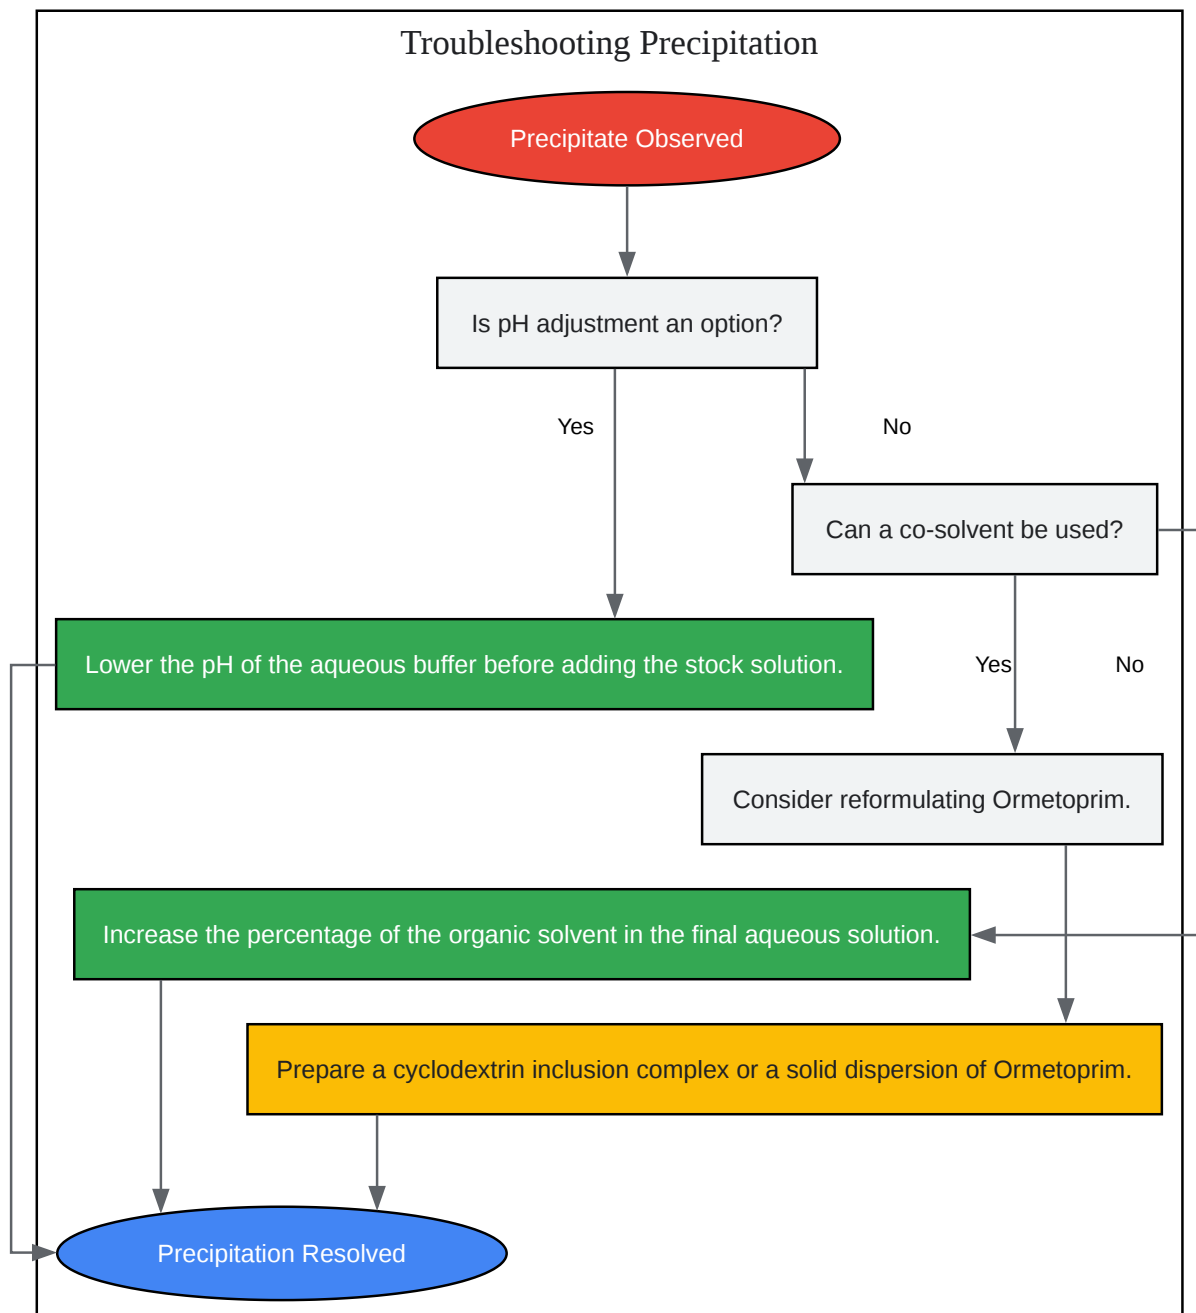 Troubleshooting Precipitation
Precipitate Observed
Is pH adjustment an option?
Yes
No
Can a co-solvent be used?
Lower the pH of the aqueous buffer before adding the stock solution.
Yes
No
Consider reformulating Ormetoprim.
Increase the percentage of the organic solvent in the final aqueous solution.
Prepare a cyclodextrin inclusion complex or a solid dispersion of Ormetoprim.
Precipitation Resolved